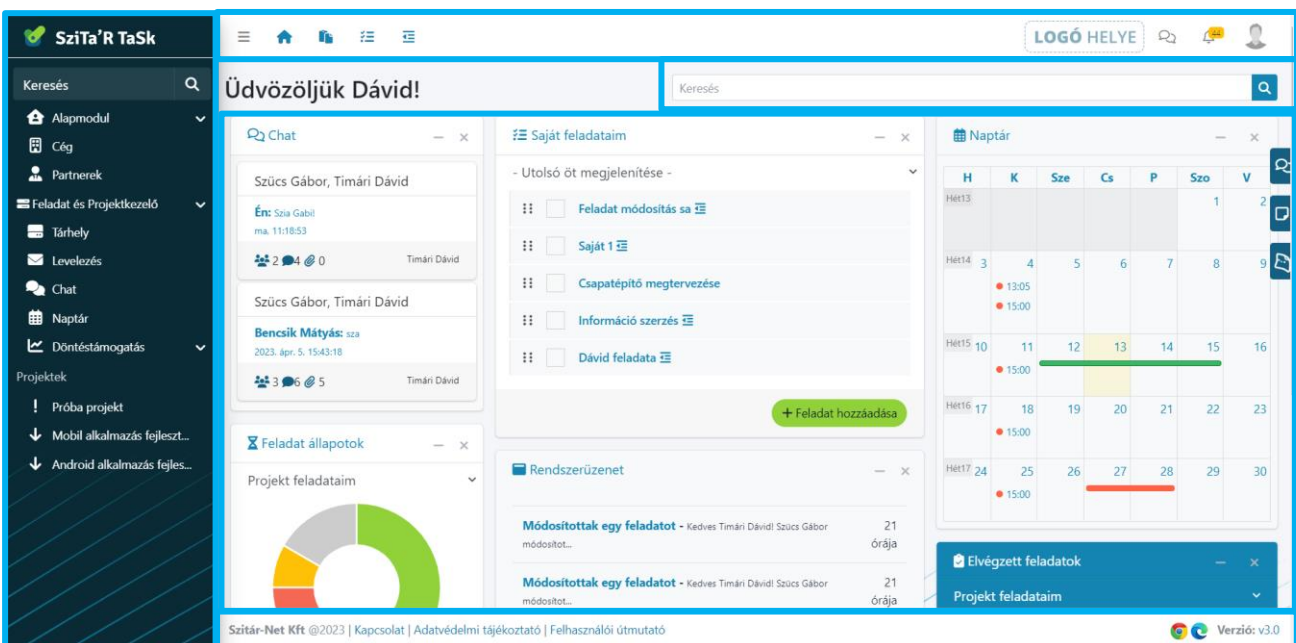 SziTa'R TaSk
LOGÓ HELYE
44
Keresés
Alapmodul
Cég
Partnerek
Feladat és Projektkezelő
Tárhely
Levelezés
Chat
Naptár
Döntéstámogatás
Projektek
Próba projekt
Mobil alkalmazás fejleszt...
Android alkalmazás fejles...
Üdvözöljük Dávid!
Keresés
Chat
Szücs Gábor, Timári Dávid
Én: Szia Gabi!
ma. 11:18:53
2 4 0 Timári Dávid
Szücs Gábor, Timári Dávid
Bencsik Mátyás: sza
2023. ápr. 5. 15:43:18
3 6 5 Timári Dávid
Feladat állapotok
Projekt feladataim
Saját feladataim
- Utolsó öt megjelenítése -
Feladat módosítás sa
Saját 1
Csapatépítő megtervezése
Információ szerzés
Dávid feladata
+ Feladat hozzáadása
Rendszerüzenet
Módosítottak egy feladatot - Kedves Timári Dávid! Szücs Gábor 21
módosítot... órája
Módosítottak egy feladatot - Kedves Timári Dávid! Szücs Gábor 21
módosítot... órája
Naptár
H K Sze Cs P Szo V
Hét13 1 2
Hét14 3 4 5 6 7 8 9
13:05
15:00
Hét15 10 11 12 13 14 15 16
15:00
Hét16 17 18 19 20 21 22 23
15:00
Hét17 24 25 26 27 28 29 30
15:00
Elvégzett feladatok
Projekt feladataim
Szitár-Net Kft @2023 | Kapcsolat | Adatvédelmi tájékoztató | Felhasználói útmutató
Verzió: v3.0